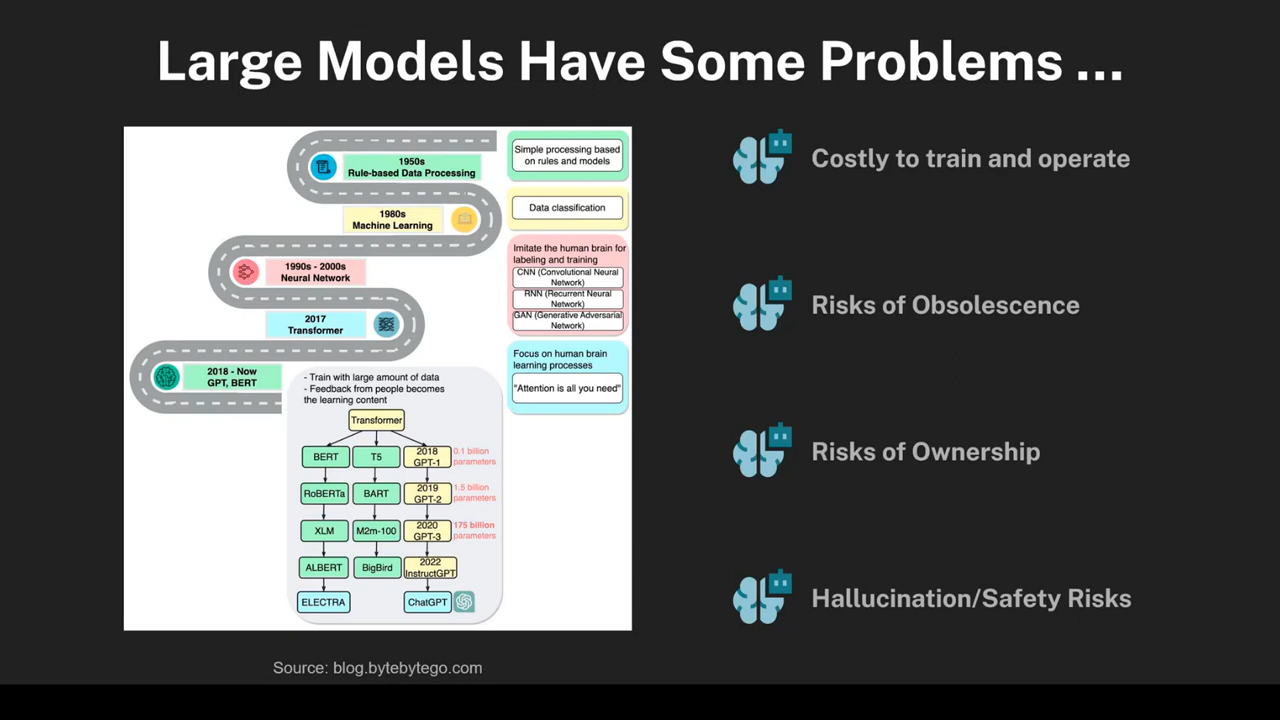 Large Models Have Some Problems ...
1950s
Rule-based Data Processing
Simple processing based
on rules and models
1980s
Machine Learning
Data classification
1990s - 2000s
Neural Network
Imitate the human brain for
labeling and training
CNN (Convolutional Neural
Network)
RNN (Recurrent Neural
Network)
GAN (Generative Adversarial
Network)
2017
Transformer
Focus on human brain
learning processes
"Attention is all you need"
2018 - Now
GPT, BERT
- Train with large amount of data
- Feedback from people becomes
the learning content
Transformer
BERT
T5
2018
GPT-1
0.1 billion
parameters
RoBERTa
BART
2019
GPT-2
1.5 billion
parameters
XLM
M2m-100
2020
GPT-3
175 billion
parameters
ALBERT
BigBird
2022
InstructGPT
ELECTRA
ChatGPT
Source: blog.bytebytego.com
Costly to train and operate
Risks of Obsolescence
Risks of Ownership
Hallucination/Safety Risks